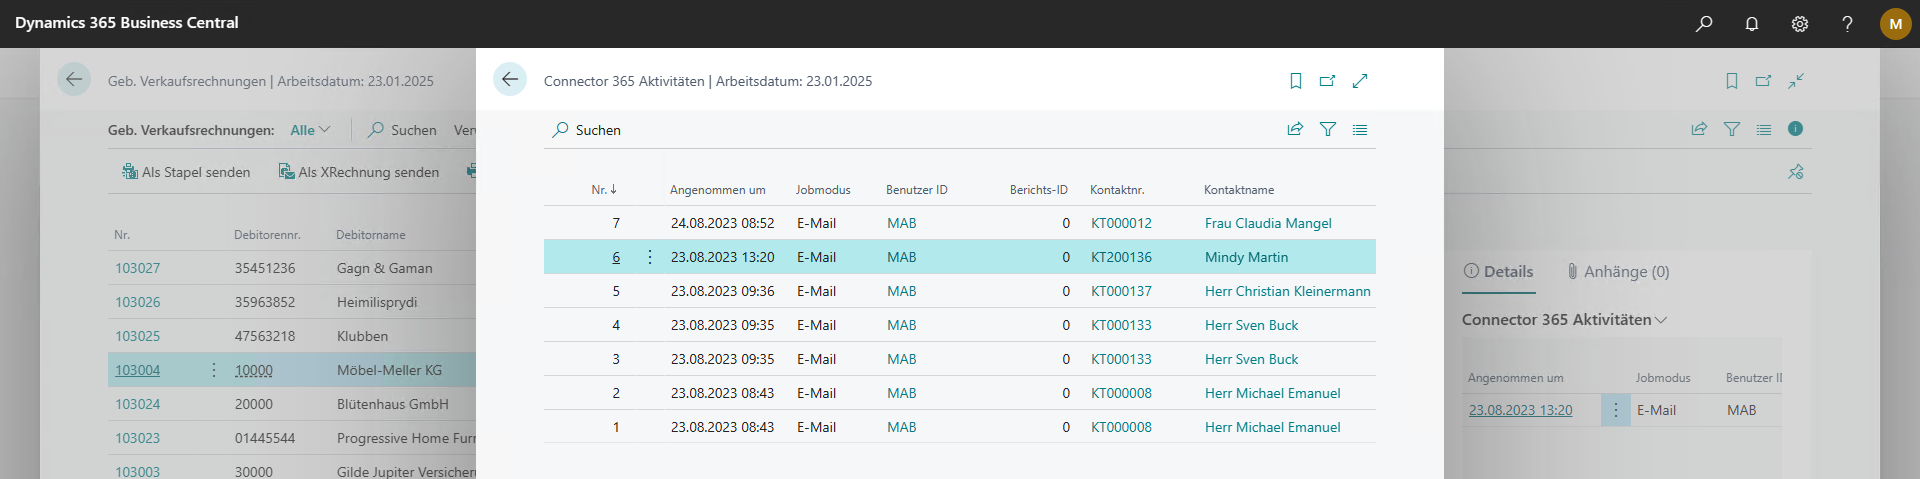 Dynamics 365 Business Central
M
Geb. Verkaufsrechnungen | Arbeitsdatum: 23.01.2025
Geb. Verkaufsrechnungen: Alle Suchen Verv
Als Stapel senden Als XRechnung senden
Nr. Debitorennr. Debitorname
103027 35451236 Gagn & Gaman
103026 35963852 Heimilisprydi
103025 47563218 Klubben
103004 10000 Möbel-Meller KG
103024 20000 Blütenhaus GmbH
103023 01445544 Progressive Home Furn
103003 30000 Gilde Jupiter Versicheru
Connector 365 Aktivitäten | Arbeitsdatum: 23.01.2025
Suchen
Nr. ↓ Angenommen um Jobmodus Benutzer ID Berichts-ID Kontaktnr. Kontaktname
7 24.08.2023 08:52 E-Mail MAB 0 KT000012 Frau Claudia Mangel
6 23.08.2023 13:20 E-Mail MAB 0 KT200136 Mindy Martin
5 23.08.2023 09:36 E-Mail MAB 0 KT000137 Herr Christian Kleinermann
4 23.08.2023 09:35 E-Mail MAB 0 KT000133 Herr Sven Buck
3 23.08.2023 09:35 E-Mail MAB 0 KT000133 Herr Sven Buck
2 23.08.2023 08:43 E-Mail MAB 0 KT000008 Herr Michael Emanuel
1 23.08.2023 08:43 E-Mail MAB 0 KT000008 Herr Michael Emanuel
Details Anhänge (0)
Connector 365 Aktivitäten
Angenommen um Jobmodus Benutzer ID
23.08.2023 13:20 E-Mail MAB